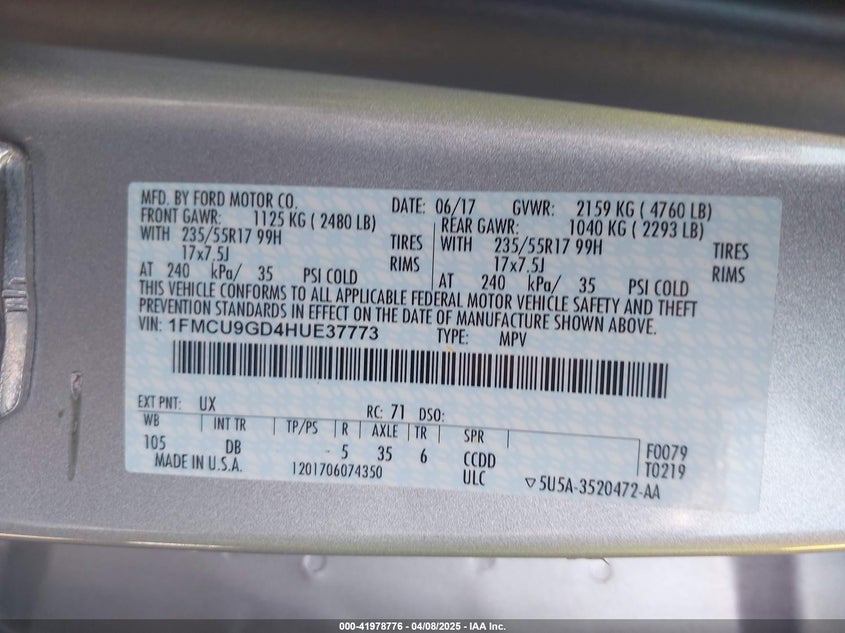 MFD. BY FORD MOTOR CO. DATE: 06/17 GVWR: 2159 KG ( 4760 LB)
FRONT GAWR: 1125 KG ( 2480 LB) REAR GAWR: 1040 KG ( 2293 LB)
WITH 235/55R17 99H TIRES WITH 235/55R17 99H TIRES
17x7.5J RIMS 17x7.5J RIMS
AT 240 kPa/ 35 PSI COLD AT 240 kPa/ 35 PSI COLD
THIS VEHICLE CONFORMS TO ALL APPLICABLE FEDERAL MOTOR VEHICLE SAFETY AND THEFT
PREVENTION STANDARDS IN EFFECT ON THE DATE OF MANUFACTURE SHOWN ABOVE.
VIN: 1FMCU9GD4HUE37773 TYPE: MPV
EXT PNT: UX RC: 71 DSO:
WB INT TR TP/PS R AXLE TR SPR F0079
105 DB - 5 35 6 CCDD T0219
MADE IN U.S.A. 1201706074350 ULC ▽5U5A-3520472-AA
000-41978776 - 04/08/2025 - IAA Inc.